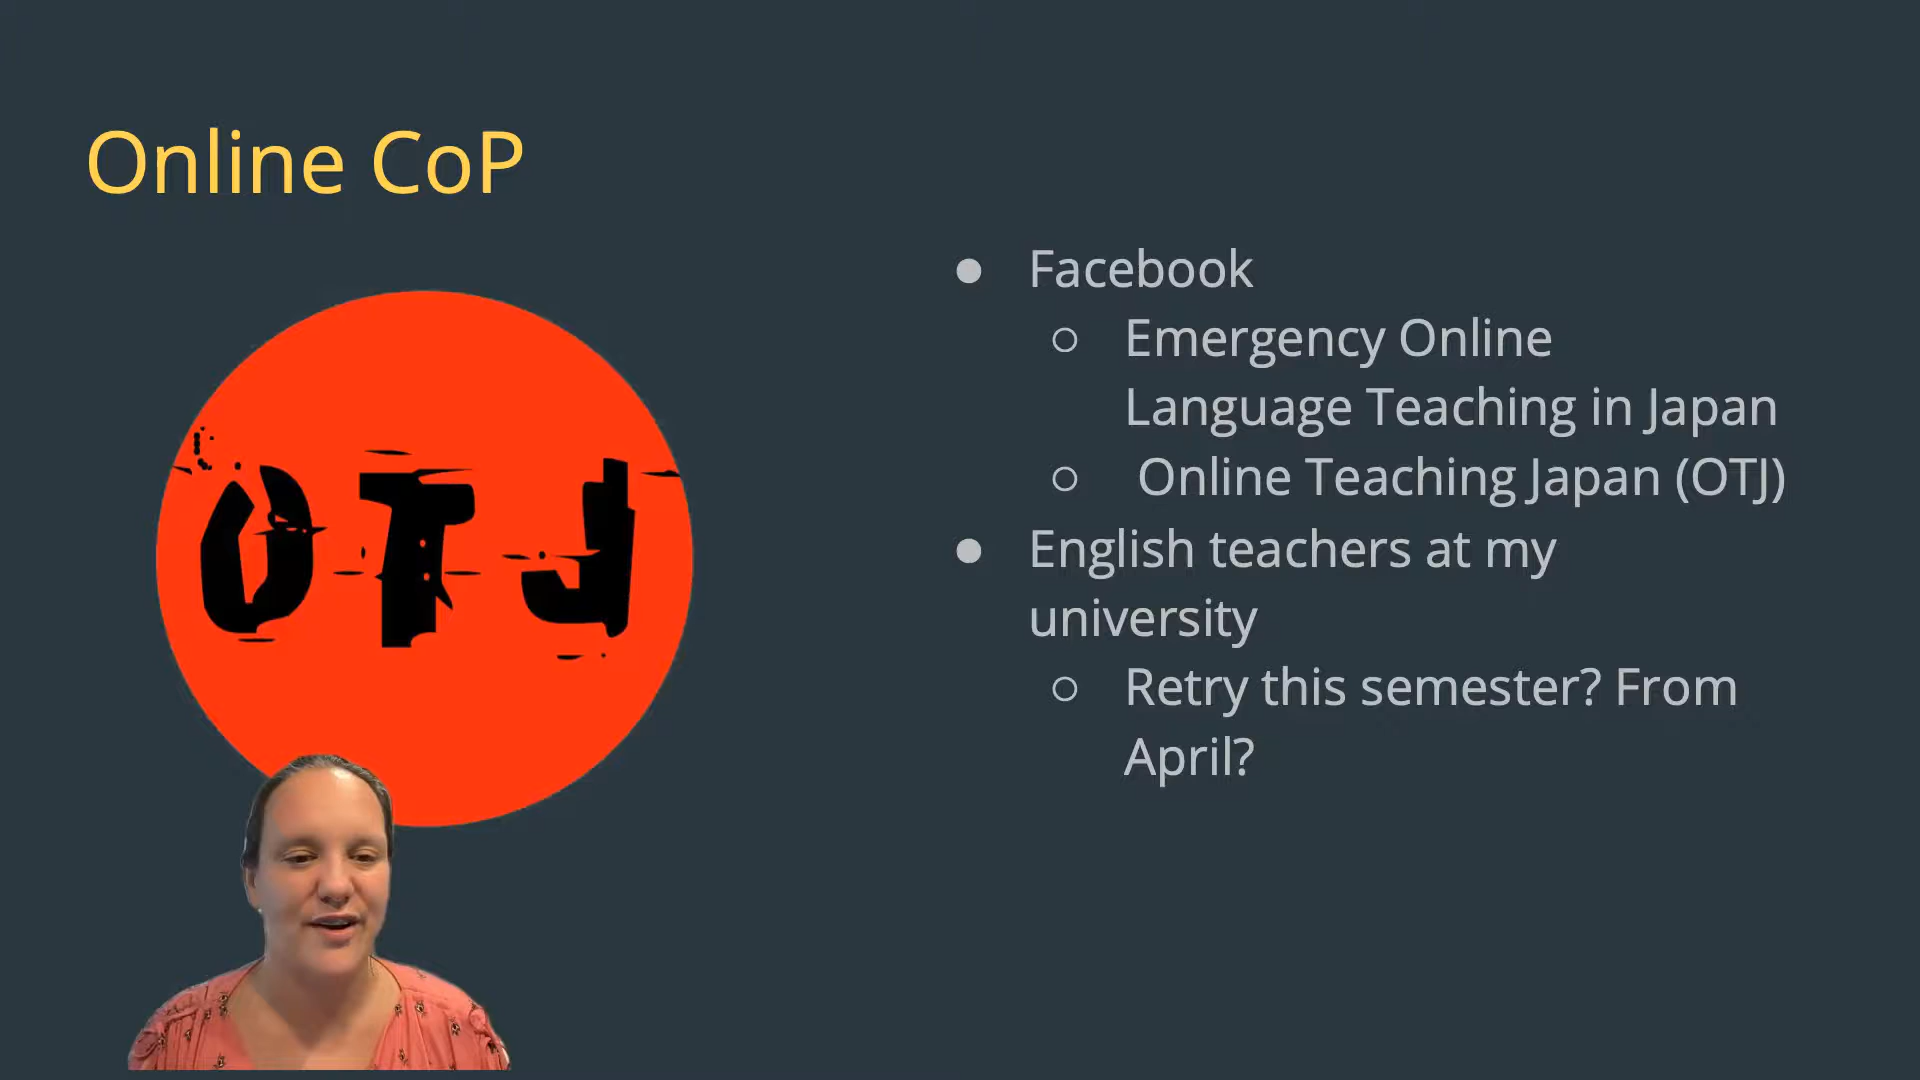 Online CoP
OTJ
● Facebook
○ Emergency Online
Language Teaching in Japan
○ Online Teaching Japan (OTJ)
● English teachers at my
university
○ Retry this semester? From
April?